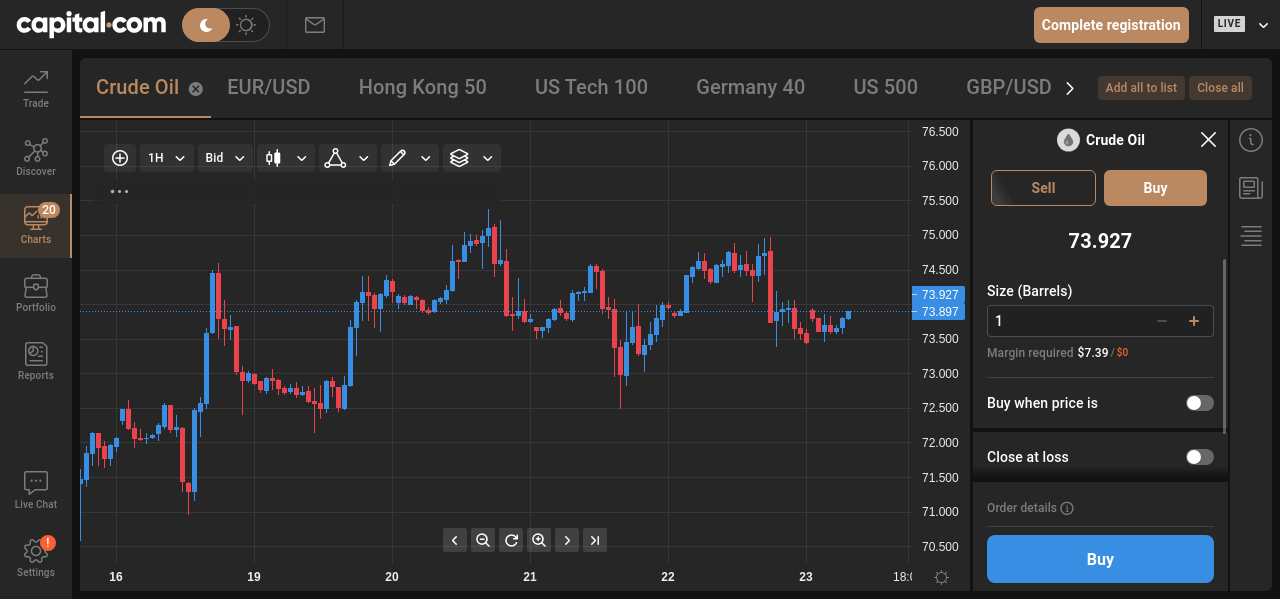 capital.com
Complete registration
LIVE
Trade
Discover
20
Charts
Portfolio
Reports
Live Chat
!
Settings
Crude Oil
EUR/USD
Hong Kong 50
US Tech 100
Germany 40
US 500
GBP/USD
Add all to list
Close all
1H
Bid
76.500
76.000
75.500
75.000
74.500
73.927
73.897
73.500
73.000
72.500
72.000
71.500
71.000
70.500
16
19
20
21
22
23
Crude Oil
Sell
Buy
73.927
Size (Barrels)
1
Margin required $7.39 / $0
Buy when price is
Close at loss
Order details
Buy